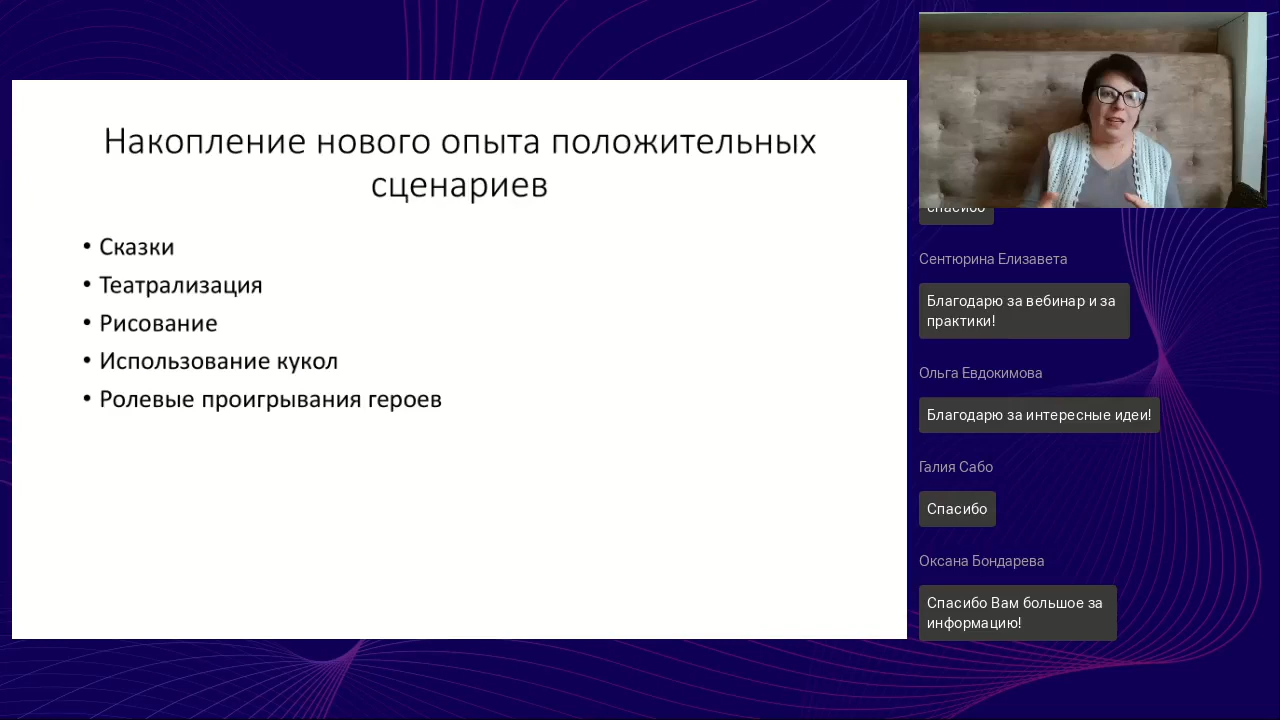 Накопление нового опыта положительных
сценариев
• Сказки
• Театрализация
• Рисование
• Использование кукол
• Ролевые проигрывания героев
спасибо
Сентюрина Елизавета
Благодарю за вебинар и за
практики!
Ольга Евдокимова
Благодарю за интересные идеи!
Галия Сабо
Спасибо
Оксана Бондарева
Спасибо Вам большое за
информацию!